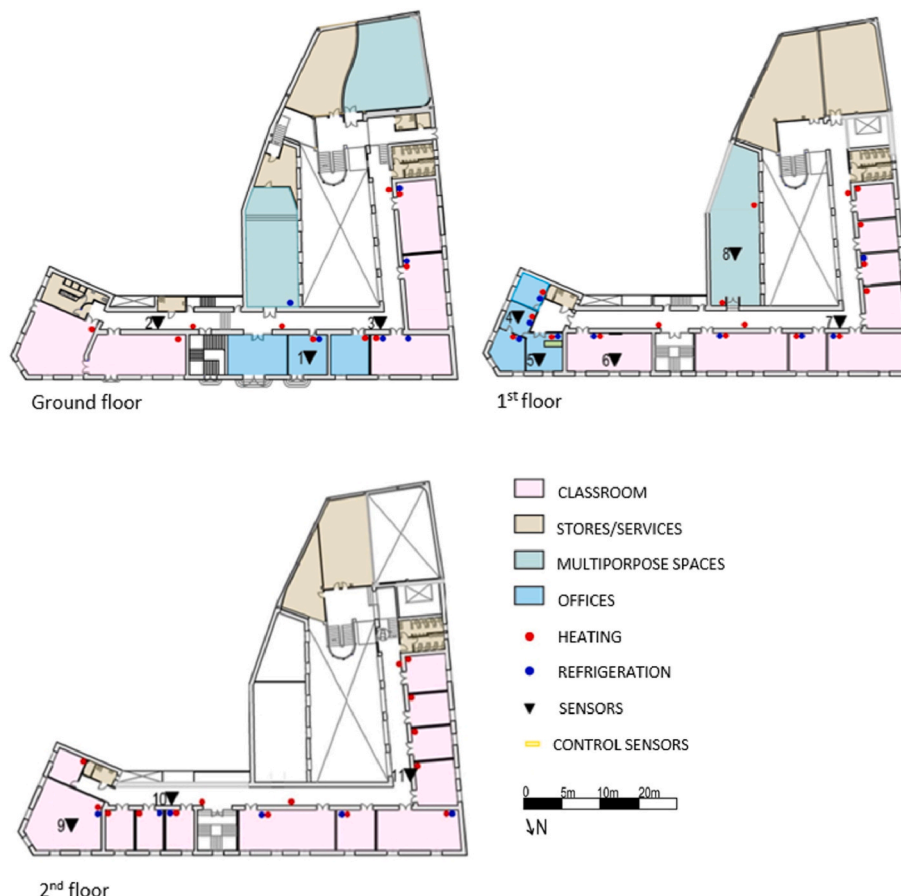 2
3
1
Ground floor
8
4
5
6
7
1st floor
CLASSROOM
STORES/SERVICES
MULTIPORPOSE SPACES
OFFICES
HEATING
REFRIGERATION
SENSORS
CONTROL SENSORS
0 5m 10m 20m
N
11
10
9
2nd floor